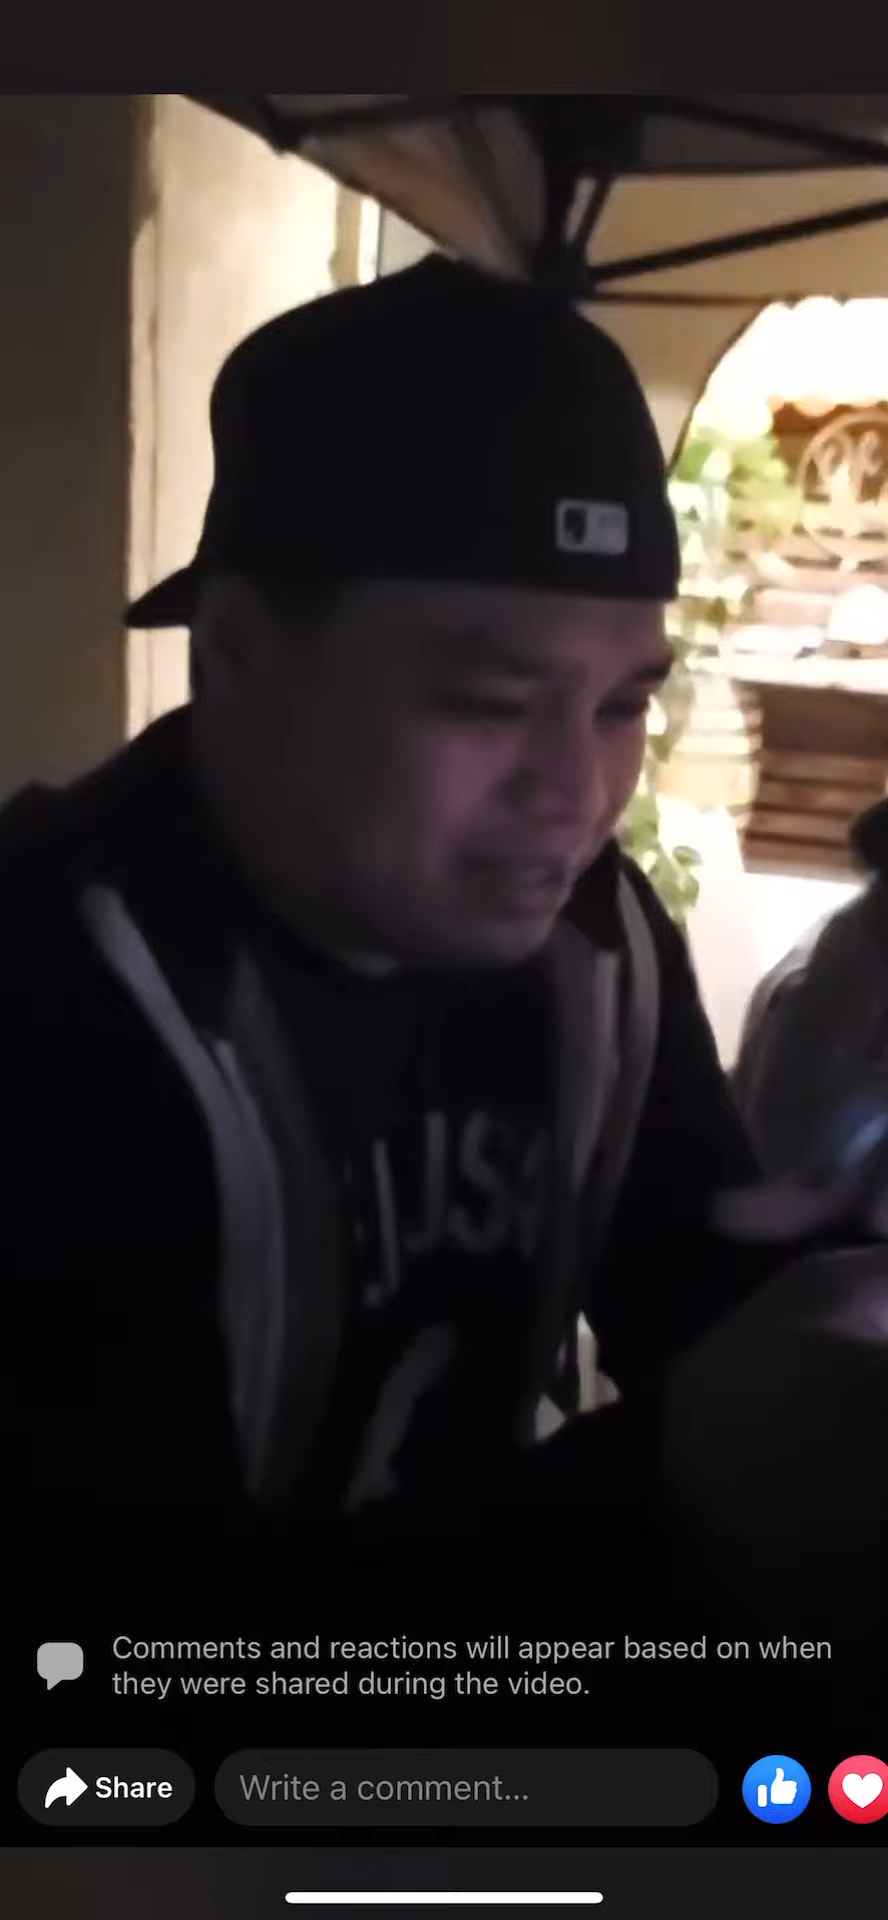 Comments and reactions will appear based on when
they were shared during the video.
Share
Write a comment...